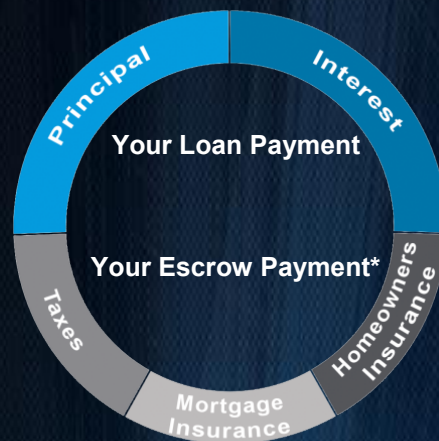 Principal
Interest
Your Loan Payment
Your Escrow Payment*
Taxes
Homeowners
Insurance
Mortgage
Insurance